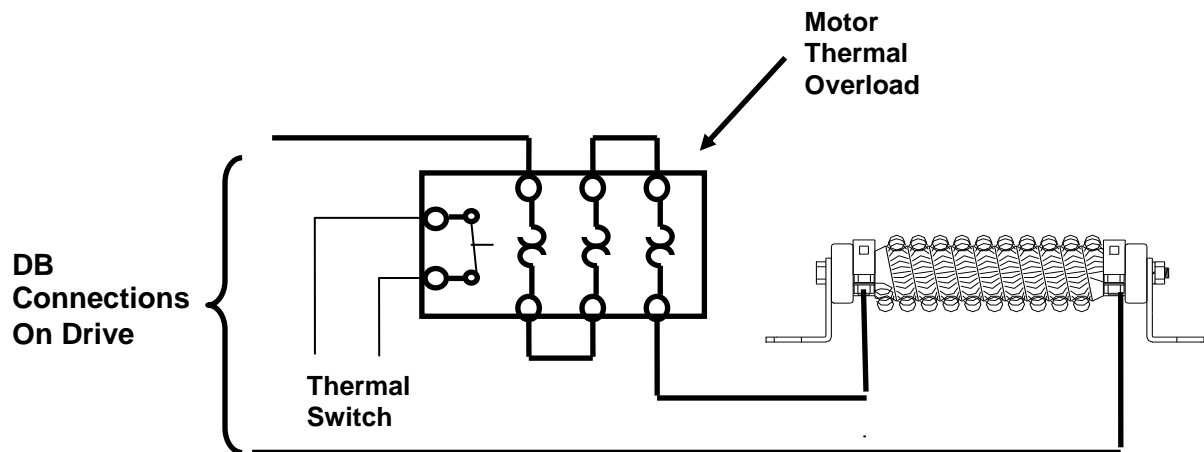 Motor
Thermal
Overload
DB
Connections
On Drive
Thermal
Switch